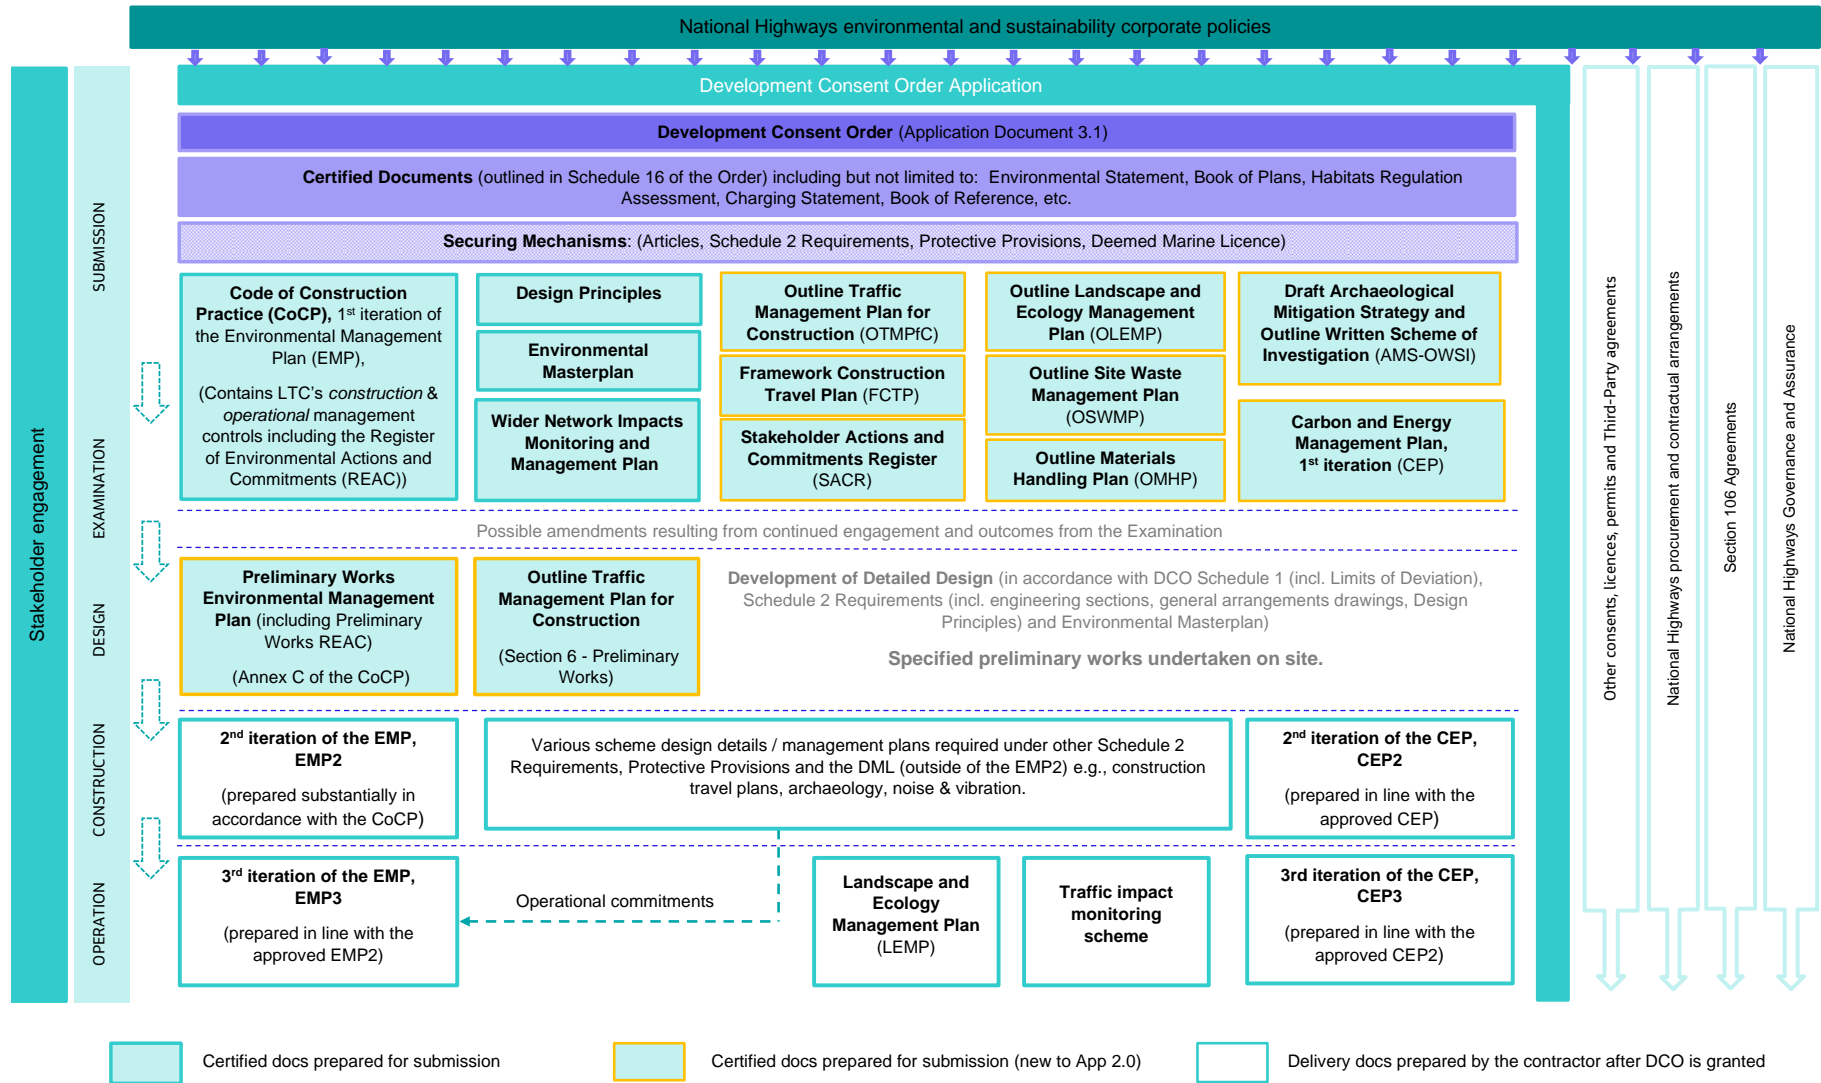 National Highways environmental and sustainability corporate policies
Stakeholder engagement
SUBMISSION
EXAMINATION
DESIGN
CONSTRUCTION
OPERATION
Development Consent Order Application
Development Consent Order (Application Document 3.1)
Certified Documents (outlined in Schedule 16 of the Order) including but not limited to: Environmental Statement, Book of Plans, Habitats Regulation
Assessment, Charging Statement, Book of Reference, etc.
Securing Mechanisms: (Articles, Schedule 2 Requirements, Protective Provisions, Deemed Marine Licence)
Code of Construction
Practice (CoCP), 1st iteration of
the Environmental Management
Plan (EMP),
(Contains LTC's construction &
operational management
controls including the Register
of Environmental Actions and
Commitments (REAC))
Design Principles
Environmental
Masterplan
Wider Network Impacts
Monitoring and
Management Plan
Outline Traffic
Management Plan for
Construction (OTMPfC)
Framework Construction
Travel Plan (FCTP)
Stakeholder Actions and
Commitments Register
(SACR)
Outline Landscape and
Ecology Management
Plan (OLEMP)
Outline Site Waste
Management Plan
(OSWMP)
Outline Materials
Handling Plan (OMHP)
Draft Archaeological
Mitigation Strategy and
Outline Written Scheme of
Investigation (AMS-OWSI)
Carbon and Energy
Management Plan,
1st iteration (CEP)
Possible amendments resulting from continued engagement and outcomes from the Examination
Preliminary Works
Environmental Management
Plan (including Preliminary
Works REAC)
(Annex C of the CoCP)
Outline Traffic
Management Plan for
Construction
(Section 6 - Preliminary
Works)
Development of Detailed Design (in accordance with DCO Schedule 1 (incl. Limits of Deviation),
Schedule 2 Requirements (incl. engineering sections, general arrangements drawings, Design
Principles) and Environmental Masterplan)
Specified preliminary works undertaken on site.
2nd iteration of the EMP,
EMP2
(prepared substantially in
accordance with the CoCP)
Various scheme design details / management plans required under other Schedule 2
Requirements, Protective Provisions and the DML (outside of the EMP2) e.g., construction
travel plans, archaeology, noise & vibration.
2nd iteration of the CEP,
CEP2
(prepared in line with the
approved CEP)
3rd iteration of the EMP,
EMP3
(prepared in line with the
approved EMP2)
Operational commitments
Landscape and
Ecology
Management Plan
(LEMP)
Traffic impact
monitoring
scheme
3rd iteration of the CEP,
CEP3
(prepared in line with the
approved CEP2)
Other consents, licences, permits and Third-Party agreements
National Highways procurement and contractual arrangements
Section 106 Agreements
National Highways Governance and Assurance
Certified docs prepared for submission
Certified docs prepared for submission (new to App 2.0)
Delivery docs prepared by the contractor after DCO is granted